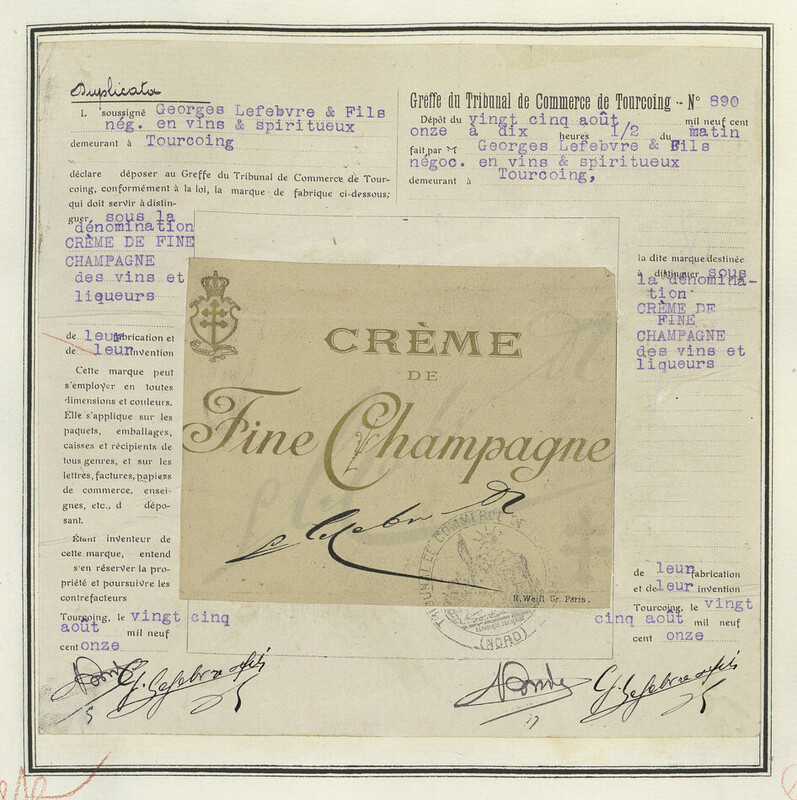 Duplicata
L soussigné Georges Lefebvre & Fils
nég. en vins & spiritueux
demeurant à Tourcoing
déclare déposer au Greffe du Tribunal de Commerce de Tour-
coing, conformément à la loi, la marque de fabrique ci-dessous;
qui doit servir à distin-
guer, sous la
dénomination
CRÈME DE FINE
CHAMPAGNE
des vins et
liqueurs
de leur fabrication et
de leur invention
Cette marque peut
s'employer en toutes
dimensions et couleurs.
Elle s'applique sur les
paquets, emballages,
caisses et récipients de
tous genres, et sur les
lettres, factures, papiers
de commerce, ensei-
gnes, etc., d dépo-
sant.
Étant inventeur de
cette marque, entend
s'en réserver la pro-
priété et poursuivre les
contrefacteurs
Tourcoing, le vingt cinq
août mil neuf
cent onze
G. Lefebvre & fils
Greffe du Tribunal de Commerce de Tourcoing -- N° 890
Dépôt du vingt cinq août mil neuf cent
onze à dix heures 1/2 du matin
fait par M Georges Lefebvre & Fils
négoc. en vins & spiritueux
demeurant à Tourcoing,
CRÈME
DE
Fine Champagne
N. Weill Gr. Paris.
TRIBUNAL DE COMMERCE DE
(NORD)
la dite marque destinée
à distinguer sous
la dénomina-
tion
CRÈME DE
FINE
CHAMPAGNE
des vins et
liqueurs
de leur fabrication
et de leur invention
Tourcoing, le vingt
cinq août mil neuf
cent onze
G. Lefebvre & fils